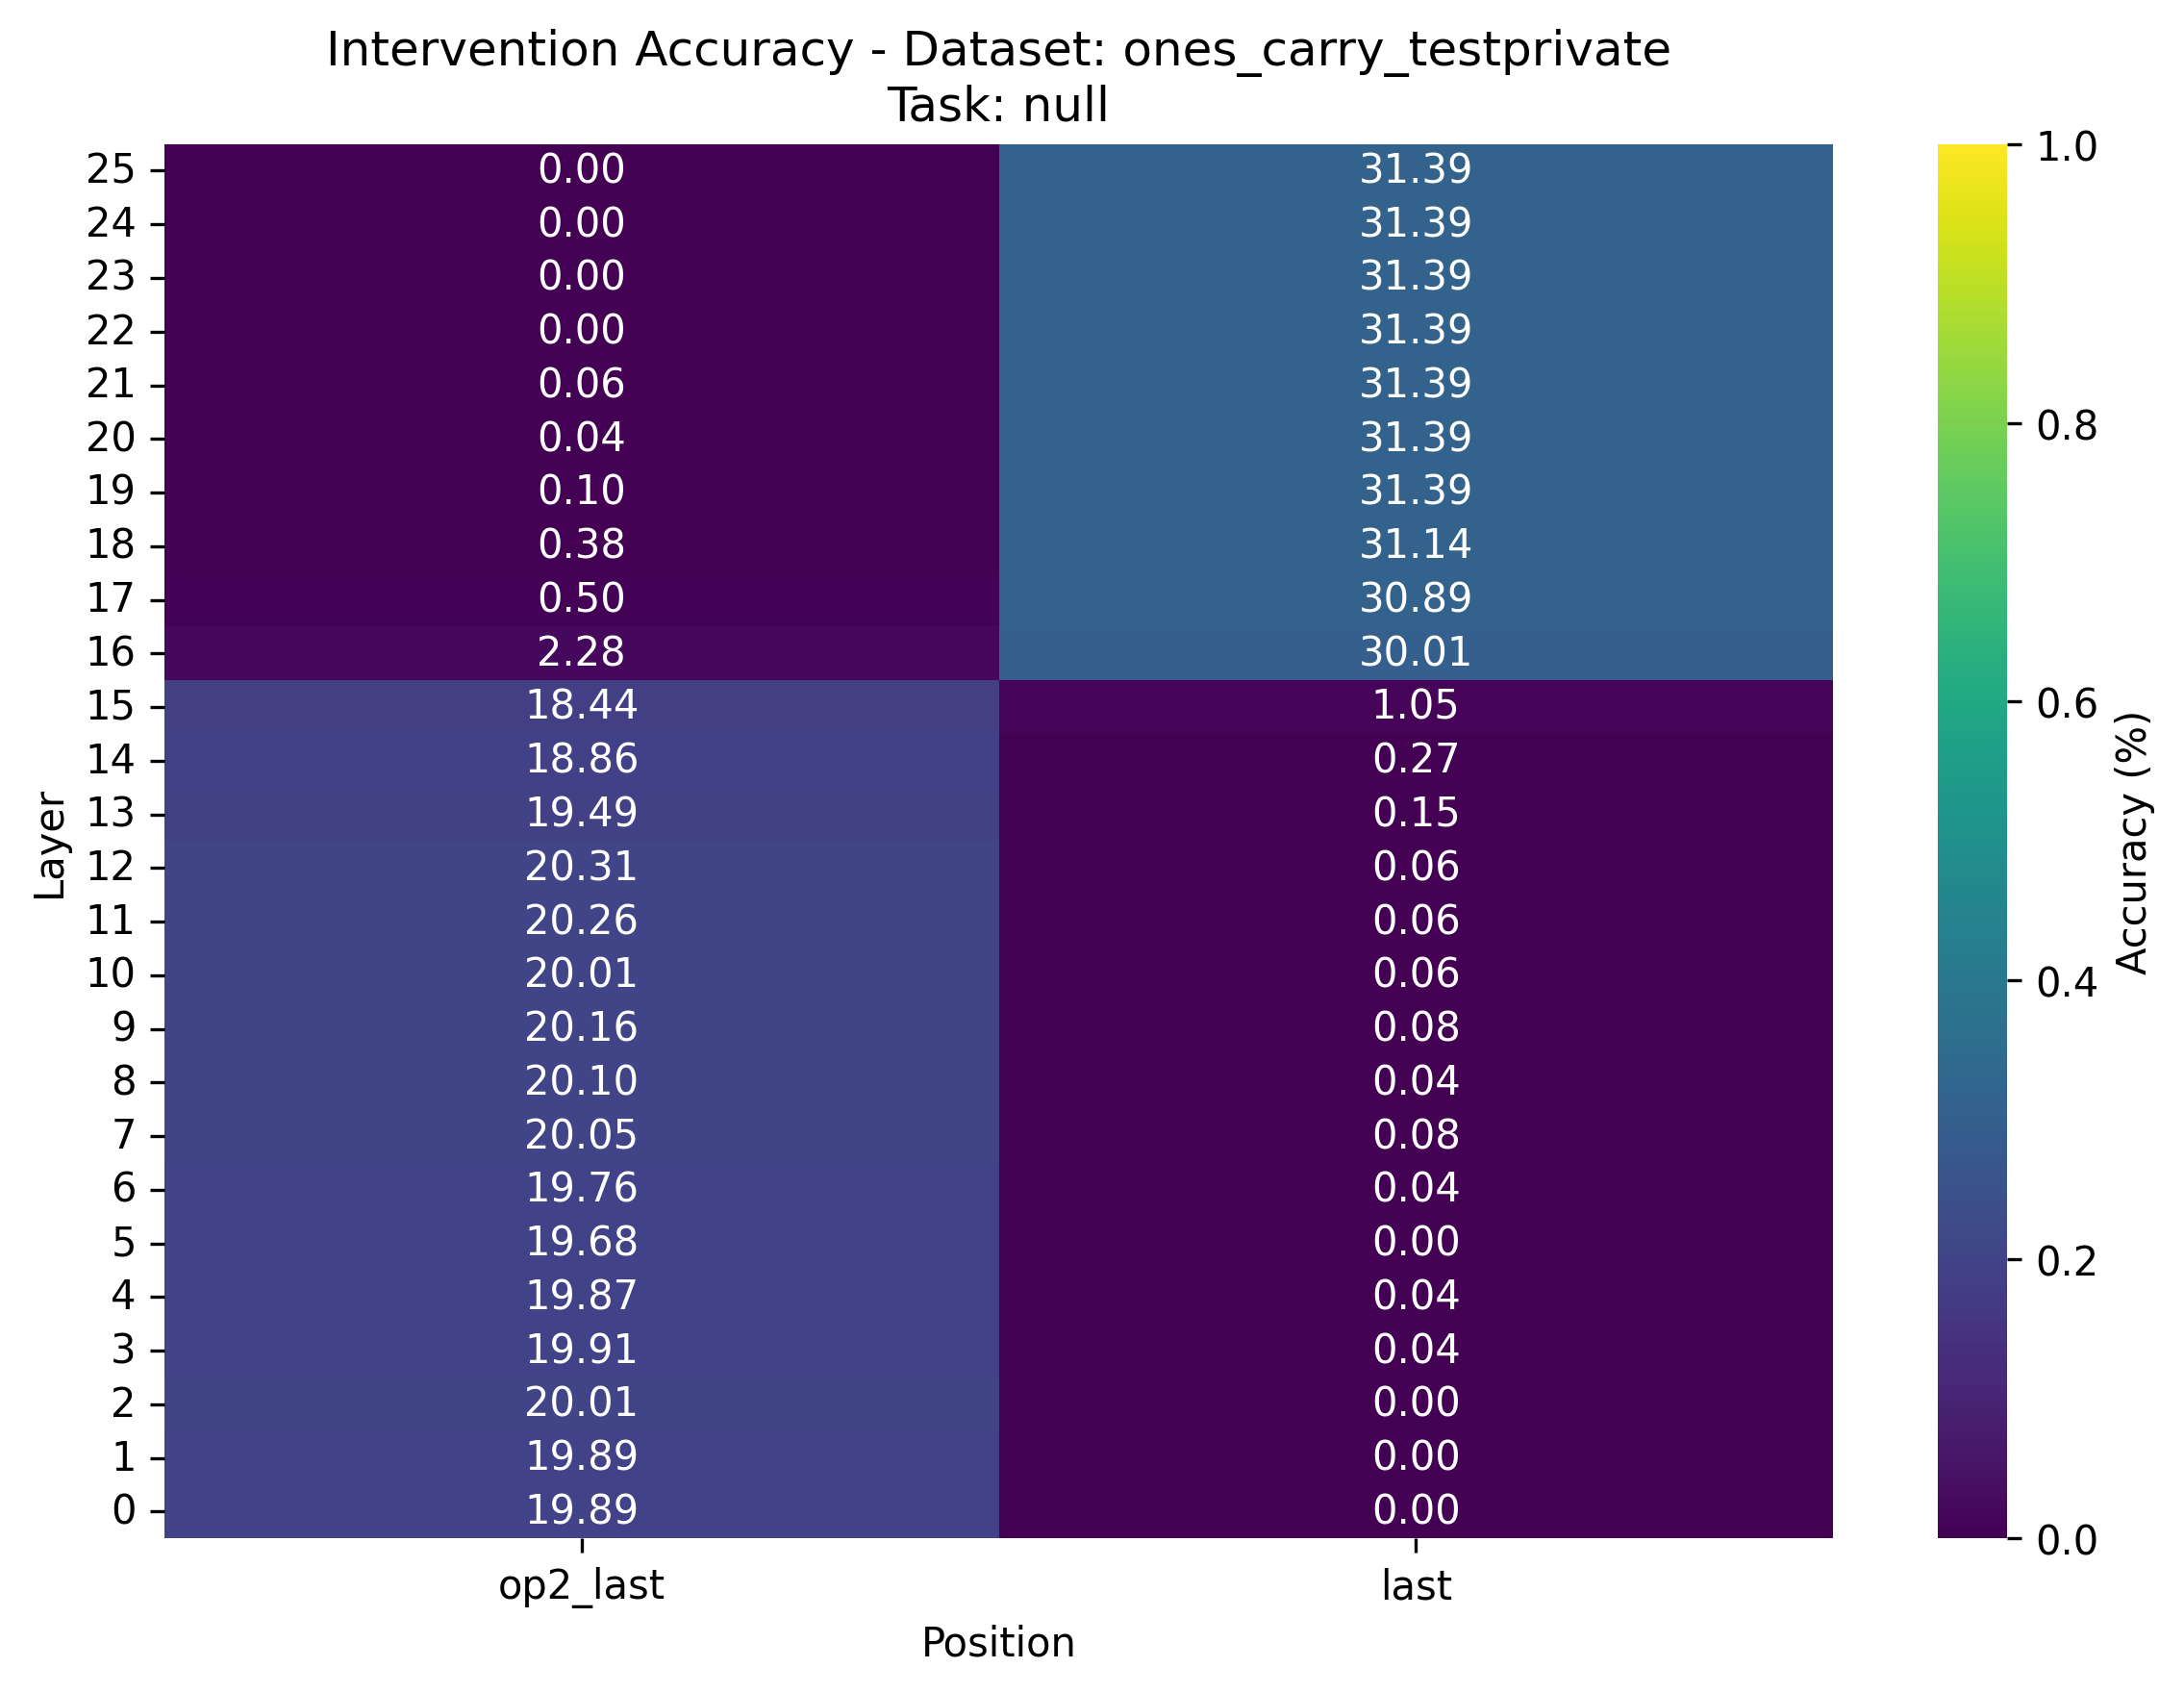 Intervention Accuracy - Dataset: ones_carry_testprivate
Task: null
25 0.00 31.39
24 0.00 31.39
23 0.00 31.39
22 0.00 31.39
21 0.06 31.39
20 0.04 31.39
19 0.10 31.39
18 0.38 31.14
17 0.50 30.89
16 2.28 30.01
15 18.44 1.05
14 18.86 0.27
13 19.49 0.15
12 20.31 0.06
11 20.26 0.06
10 20.01 0.06
9 20.16 0.08
8 20.10 0.04
7 20.05 0.08
6 19.76 0.04
5 19.68 0.00
4 19.87 0.04
3 19.91 0.04
2 20.01 0.00
1 19.89 0.00
0 19.89 0.00
Layer
op2_last last
Position
1.0
0.8
0.6
0.4
0.2
0.0
Accuracy (%)